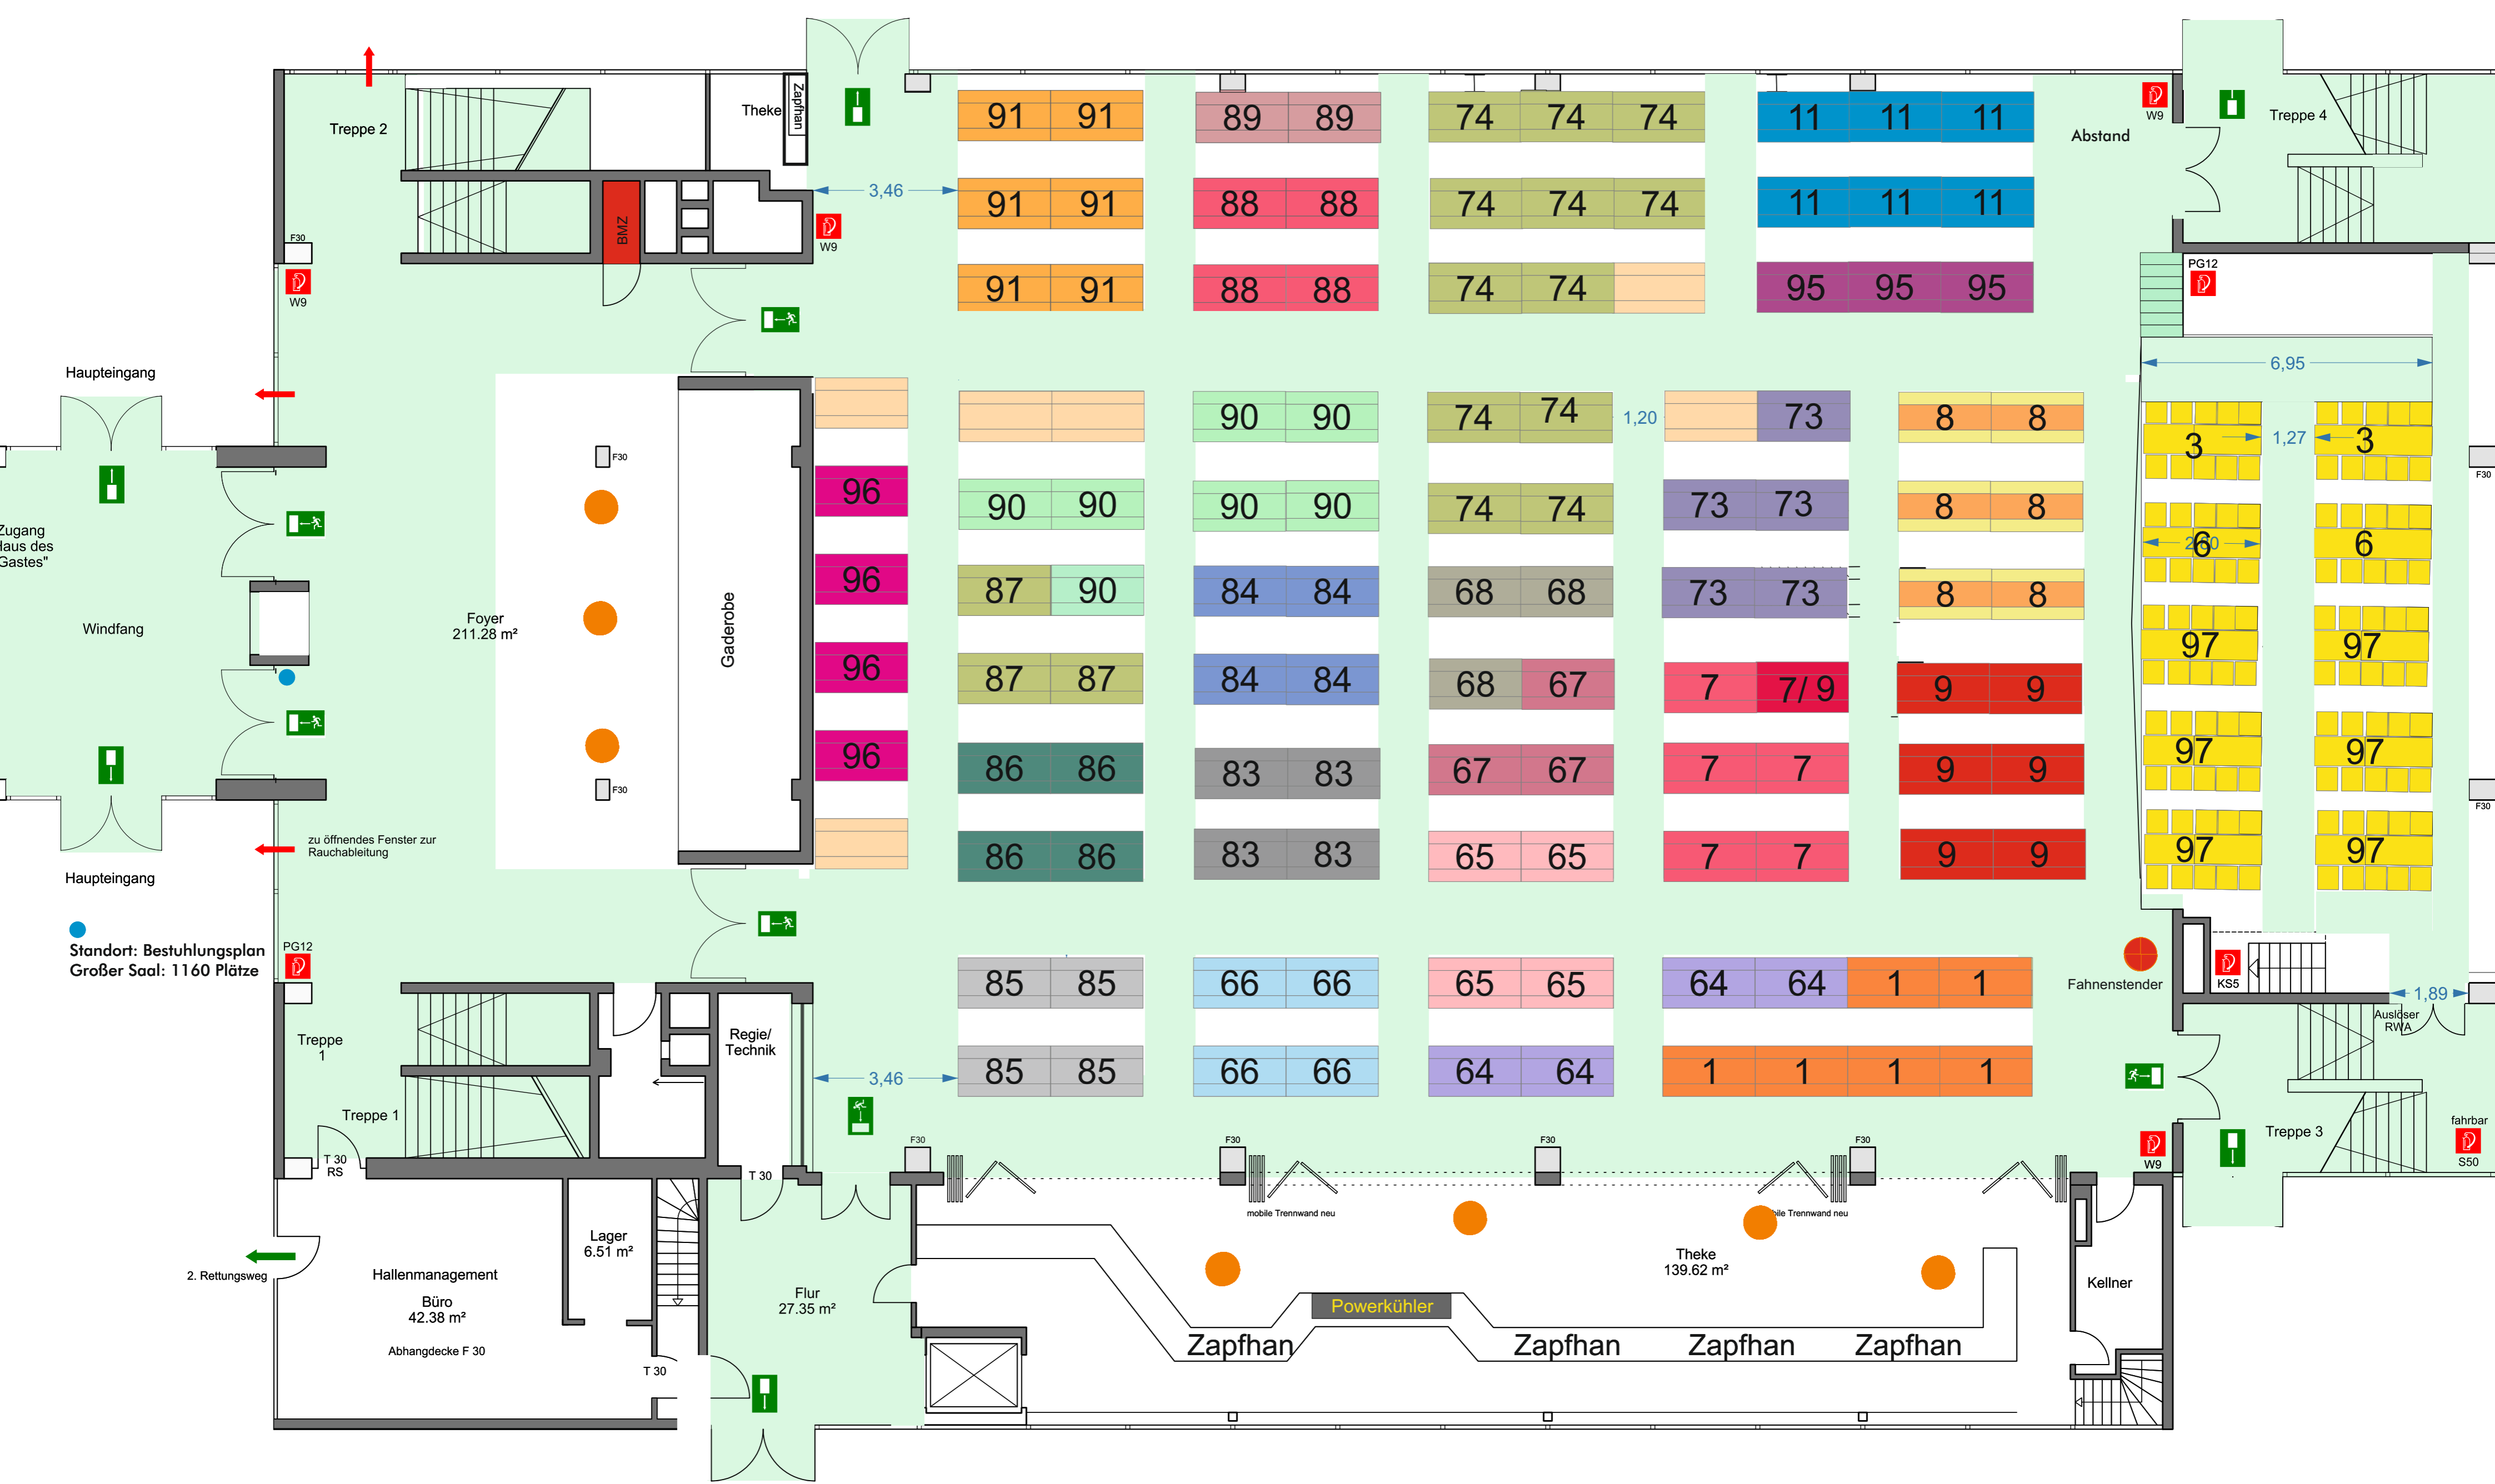 Treppe 2
Theke
Zapfhan
91 91
89 89
74 74 74
11 11 11
Abstand
W9
Treppe 4
3,46
91 91
88 88
74 74 74
11 11 11
BMZ
W9
F30
W9
91 91
88 88
74 74
95 95 95
PG12
Haupteingang
6,95
90 90
74 74
1,20
73
8 8
3
1,27
3
F30
F30
96
90 90
90 90
74 74
73 73
8 8
Zugang
Haus des
Gastes"
2,80
6
6
96
87 90
84 84
68 68
73 73
8 8
Windfang
Foyer
211.28 m²
Gaderobe
97 97
96
87 87
84 84
68 67
7 7/ 9
9 9
96
86 86
83 83
67 67
7 7
9 9
97 97
F30
F30
zu öffnendes Fenster zur
Rauchableitung
86 86
83 83
65 65
7 7
9 9
97 97
Haupteingang
Standort: Bestuhlungsplan
Großer Saal: 1160 Plätze
PG12
85 85
66 66
65 65
64 64 1 1
Fahnenstender
KS5
1,89
Auslöser
RWA
Treppe
1
Regie/
Technik
3,46
85 85
66 66
64 64
1 1 1 1
Treppe 1
F30
F30
F30
F30
Treppe 3
fahrbar
W9
S50
T 30
RS
T 30
mobile Trennwand neu
bile Trennwand neu
Lager
6.51 m²
Theke
139.62 m²
2. Rettungsweg
Hallenmanagement
Büro
42.38 m²
Flur
27.35 m²
Kellner
Powerkühler
Abhangdecke F 30
Zapfhan Zapfhan Zapfhan Zapfhan
T 30